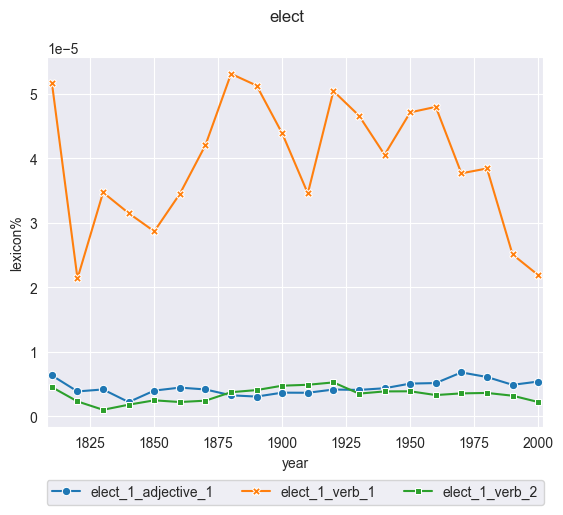 elect
1e−5
5
4
3
2
1
0
lexicon%
1825 1850 1875 1900 1925 1950 1975 2000
year
elect_1_adjective_1 elect_1_verb_1 elect_1_verb_2